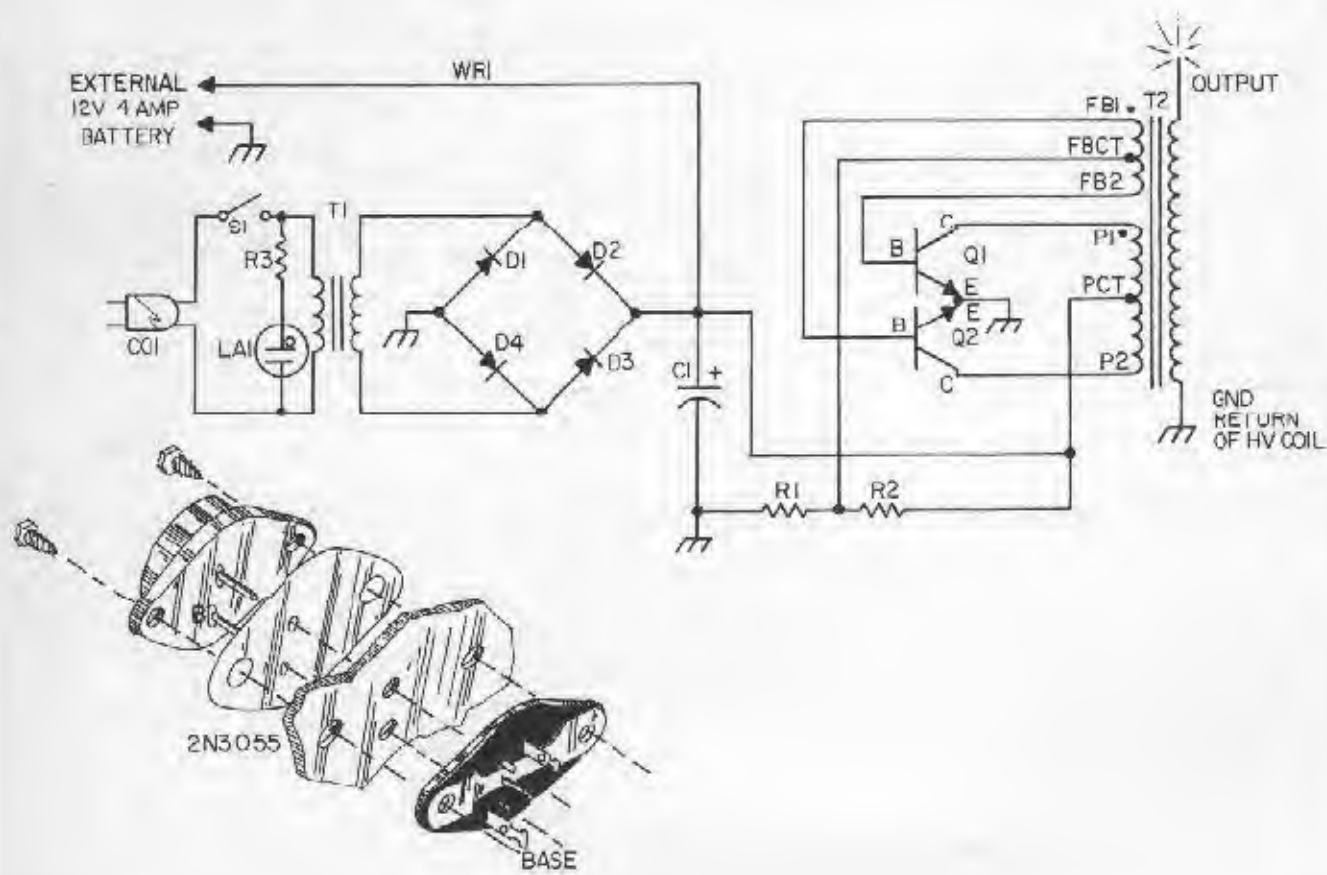 WR1
EXTERNAL
12V 4 AMP
BATTERY
OUTPUT
FB1
T2
FBCT
FB2
S1
T1
R3
D1
D2
C
P1
B
Q1
E
PCT
E
B
Q2
CO1
LA1
D4
D3
C1
+
P2
C
GND
RETURN
OF HV COIL
R1
R2
2N3055
BASE